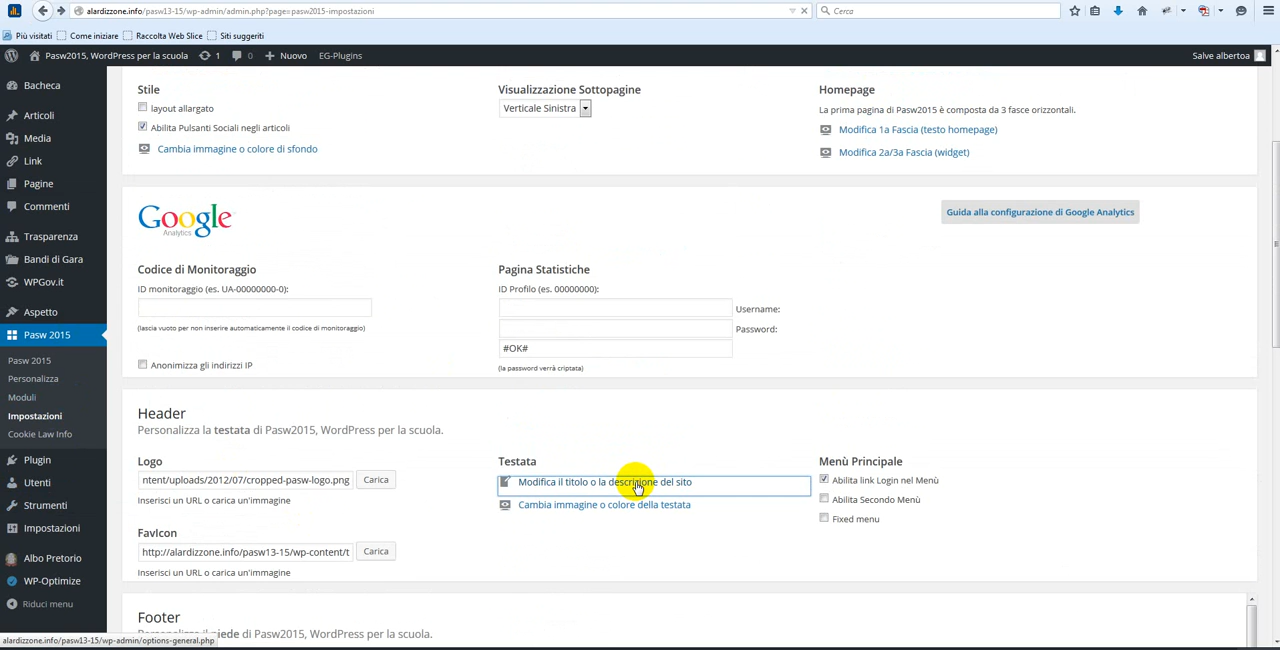 alardizzone.info/pasw13-15/wp-admin/admin.php?page=pasw2015-impostazioni
Cerca
Più visitati
Come iniziare
Raccolta Web Slice
Siti suggeriti
Pasw2015, WordPress per la scuola
1
0
Nuovo
EG-Plugins
Salve albertoa
Bacheca
Articoli
Media
Link
Pagine
Commenti
Trasparenza
Bandi di Gara
WPGov.it
Aspetto
Pasw 2015
Pasw 2015
Personalizza
Moduli
Impostazioni
Cookie Law Info
Plugin
Utenti
Strumenti
Impostazioni
Albo Pretorio
WP-Optimize
Riduci menu
Stile
layout allargato
Abilita Pulsanti Sociali negli articoli
Cambia immagine o colore di sfondo
Visualizzazione Sottopagine
Verticale Sinistra
Homepage
La prima pagina di Pasw2015 è composta da 3 fasce orizzontali.
Modifica 1a Fascia (testo homepage)
Modifica 2a/3a Fascia (widget)
Google
Analytics
Guida alla configurazione di Google Analytics
Codice di Monitoraggio
ID monitoraggio (es. UA-00000000-0):
(lascia vuoto per non inserire automaticamente il codice di monitoraggio)
Anonimizza gli indirizzi IP
Pagina Statistiche
ID Profilo (es. 00000000):
Username:
Password:
#OK#
(la password verrà criptata)
Header
Personalizza la testata di Pasw2015, WordPress per la scuola.
Logo
ntent/uploads/2012/07/cropped-pasw-logo.png
Carica
Inserisci un URL o carica un'immagine
FavIcon
http://alardizzone.info/pasw13-15/wp-content/t
Carica
Inserisci un URL o carica un'immagine
Testata
Modifica il titolo o la descrizione del sito
Cambia immagine o colore della testata
Menù Principale
Abilita link Login nel Menù
Abilita Secondo Menù
Fixed menu
Footer
Personalizza il piede di Pasw2015, WordPress per la scuola.
alardizzone.info/pasw13-15/wp-admin/options-general.php